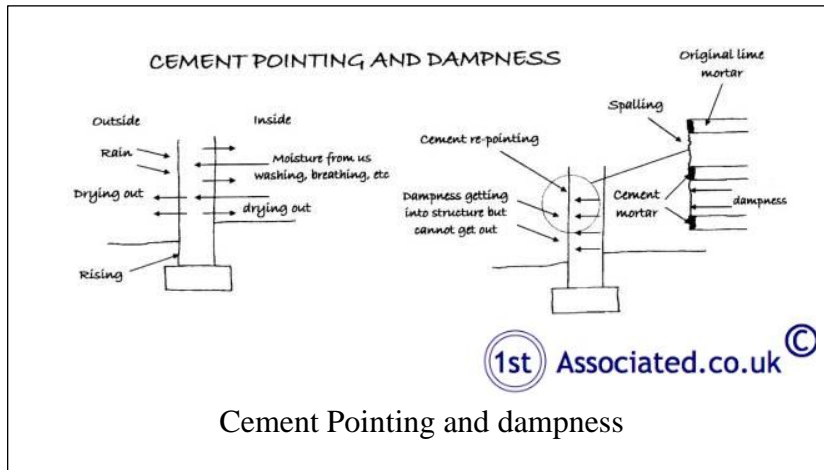 CEMENT POINTING AND DAMPNESS
Outside
Inside
Rain
Moisture from us
washing, breathing, etc
Drying out
drying out
Rising
Original lime
mortar
Spalling
Cement re-pointing
Dampness getting
into structure but
cannot get out
Cement
mortar
dampness
1st Associated.co.uk ©
Cement Pointing and dampness